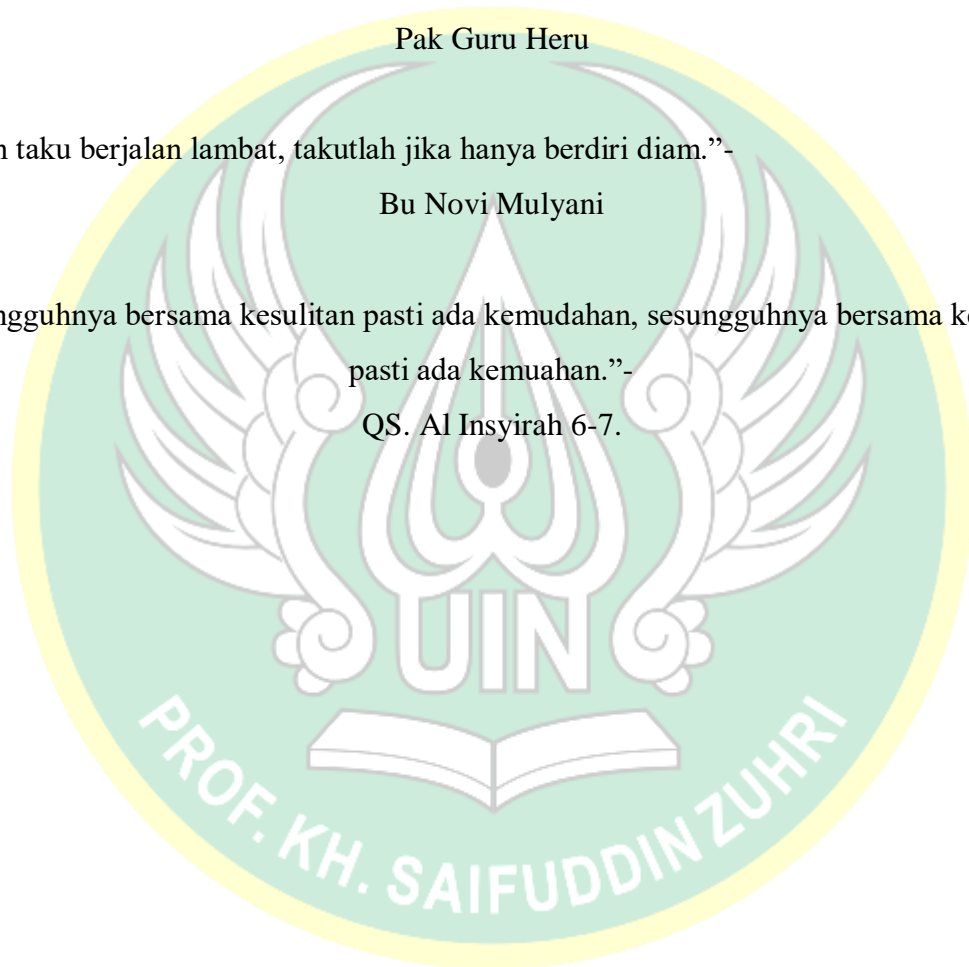 Pak Guru Heru
n taku berjalan lambat, takutlah jika hanya berdiri diam.”-
Bu Novi Mulyani
ngguhnya bersama kesulitan pasti ada kemudahan, sesungguhnya bersama k
pasti ada kemuahan.”-
QS. Al Insyirah 6-7.
UIN
PROF. KH. SAIFUDDIN ZUHRI